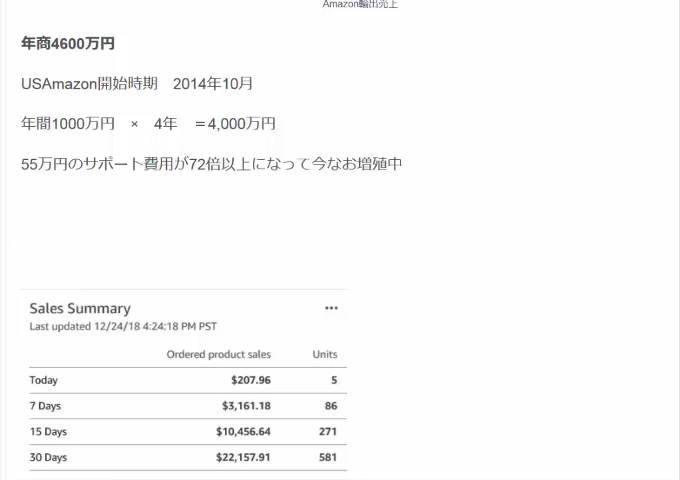 Amazon輸出売上
年商4600万円
USAmazon開始時期 2014年10月
年間1000万円 × 4年 ＝4,000万円
55万円のサポート費用が72倍以上になって今なお増殖中
Sales Summary
Last updated 12/24/18 4:24:18 PM PST
Ordered product sales Units
Today $207.96 5
7 Days $3,161.18 86
15 Days $10,456.64 271
30 Days $22,157.91 581